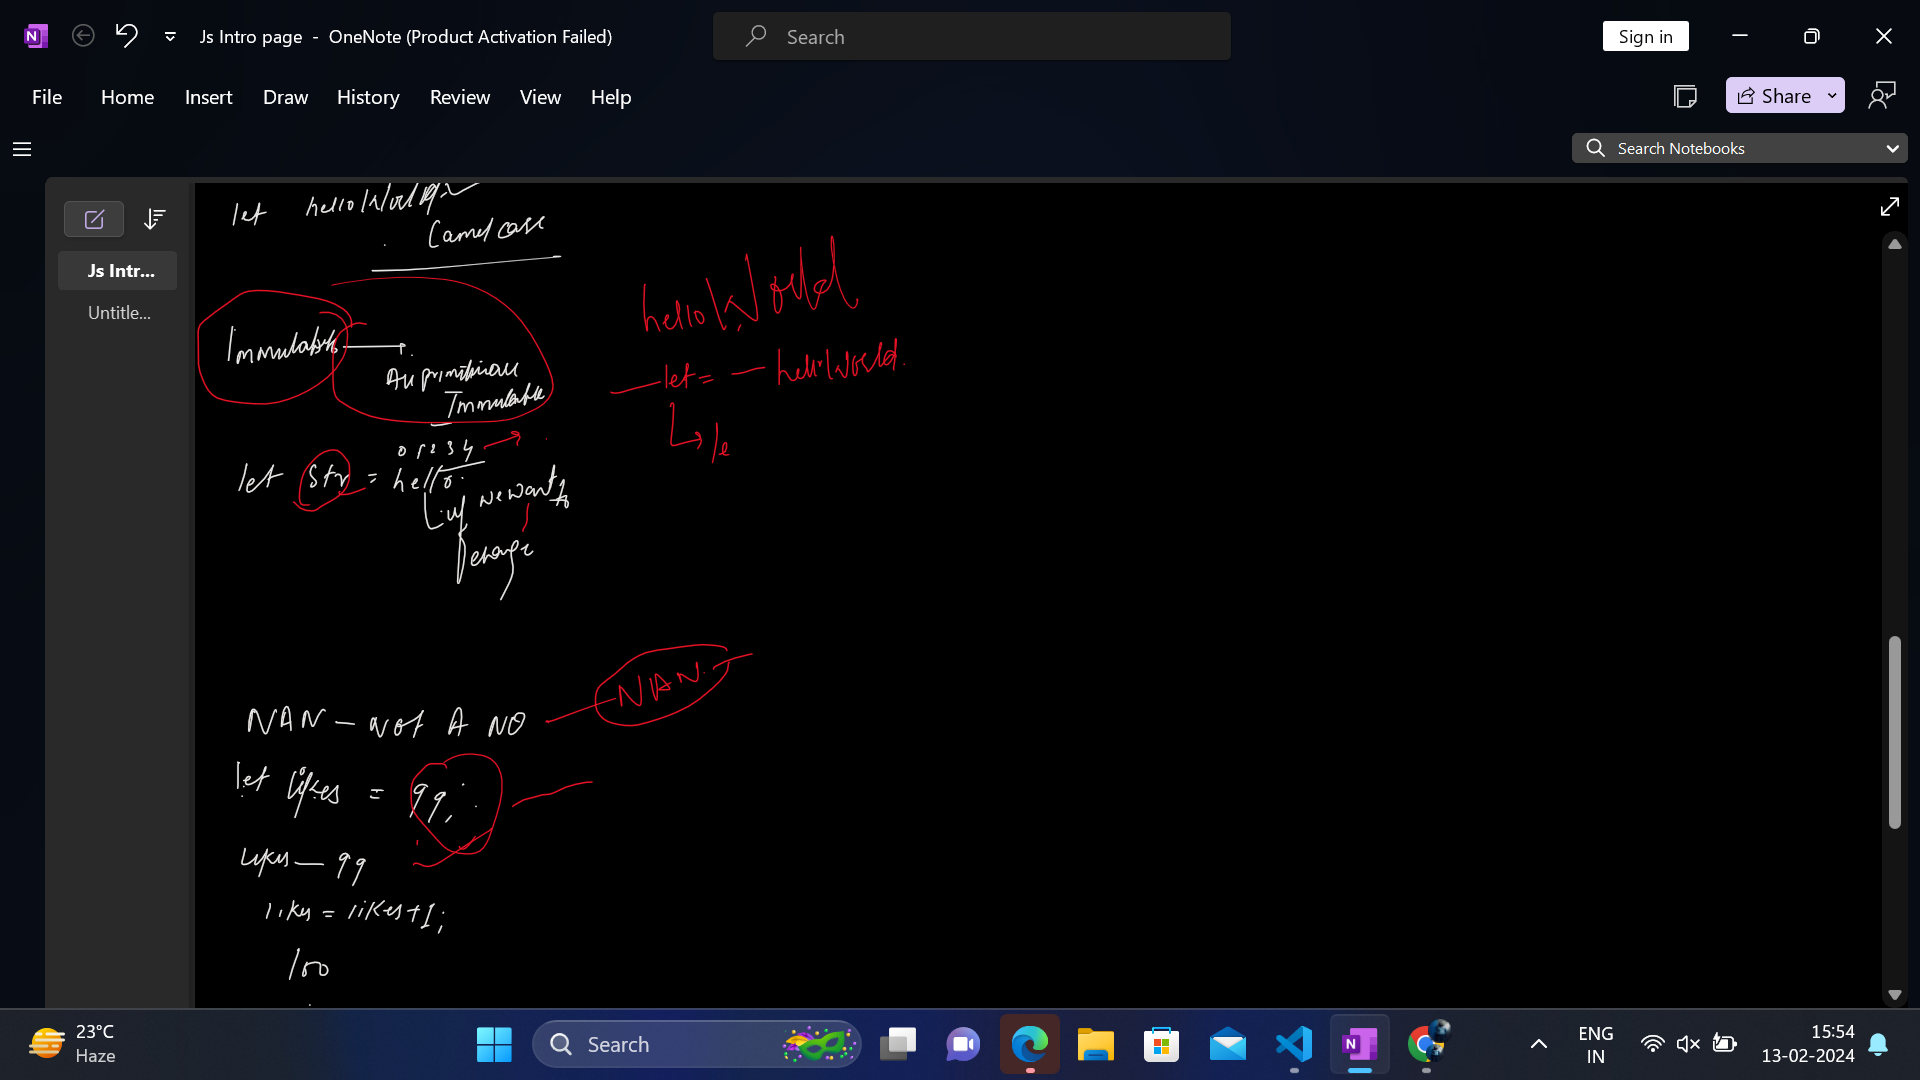 Js Intro page - OneNote (Product Activation Failed)
Search
Sign in
File Home Insert Draw History Review View Help
Share
Search Notebooks
Js Intr...
Untitle...
let helloWorld
Camel case
Immutable
All primitives
Immutable
0 1 2 3 4
let str = hello
if we want to
change
helloWorld
let = helloWorld.
le
NAN
NAN - not A NO
let likes = 99;
likes - 99
likes = likes+1;
100
23°C
Haze
Search
ENG
IN
15:54
13-02-2024